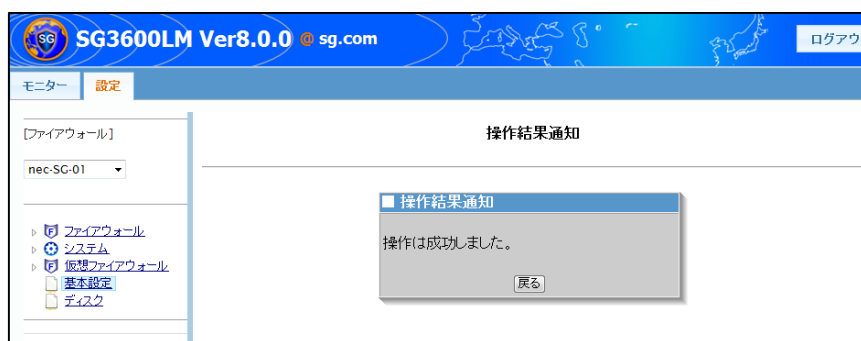 SG SG3600LM Ver8.0.0 @ sg.com
ログアウ
モニター 設定
[ファイアウォール]
nec-SG-01
ファイアウォール
システム
仮想ファイアウォール
基本設定
ディスク
操作結果通知
操作結果通知
操作は成功しました。
戻る